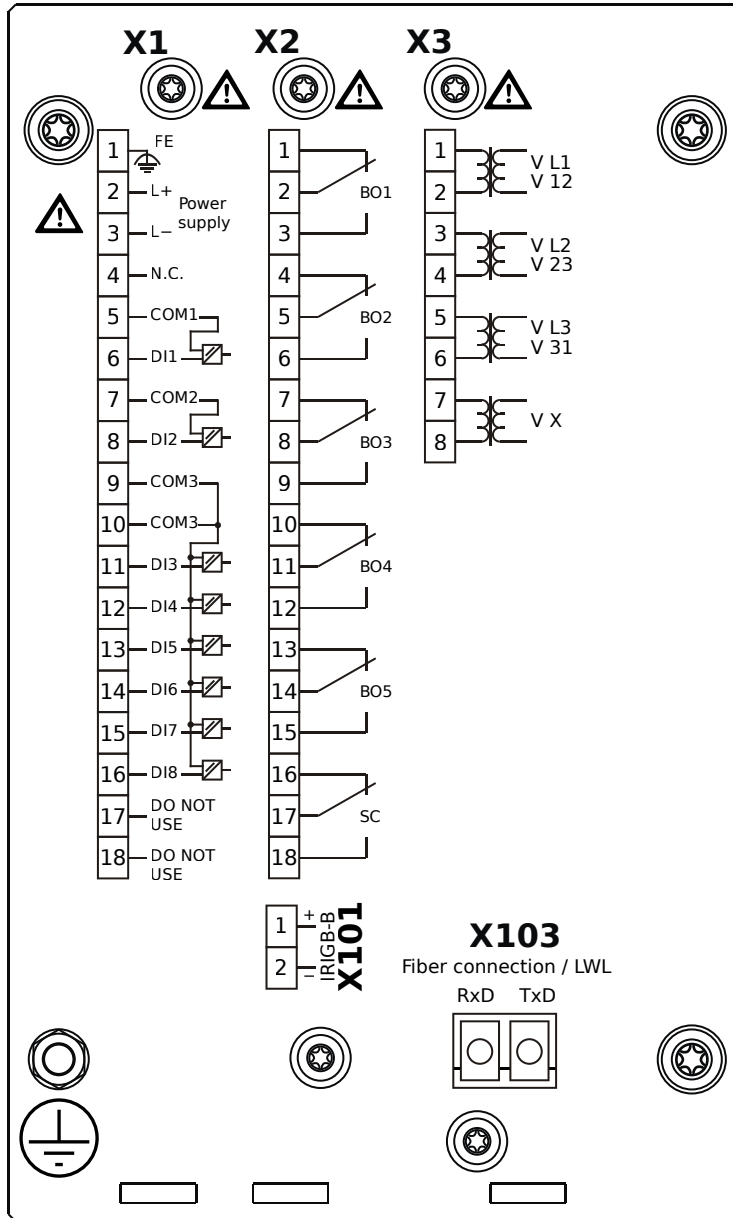 X1 X2 X3
1 FE
2 L+ Power supply
3 L−
4 N.C.
5 COM1
6 DI1
7 COM2
8 DI2
9 COM3
10 COM3
11 DI3
12 DI4
13 DI5
14 DI6
15 DI7
16 DI8
17 DO NOT USE
18 DO NOT USE
1
2 BO1
3
4
5 BO2
6
7
8 BO3
9
10
11 BO4
12
13
14 BO5
15
16
17 SC
18
1 V L1
2 V 12
3 V L2
4 V 23
5 V L3
6 V 31
7 V X
8
1 +
2 −
IRIGB-B
X101
X103
Fiber connection / LWL
RxD TxD